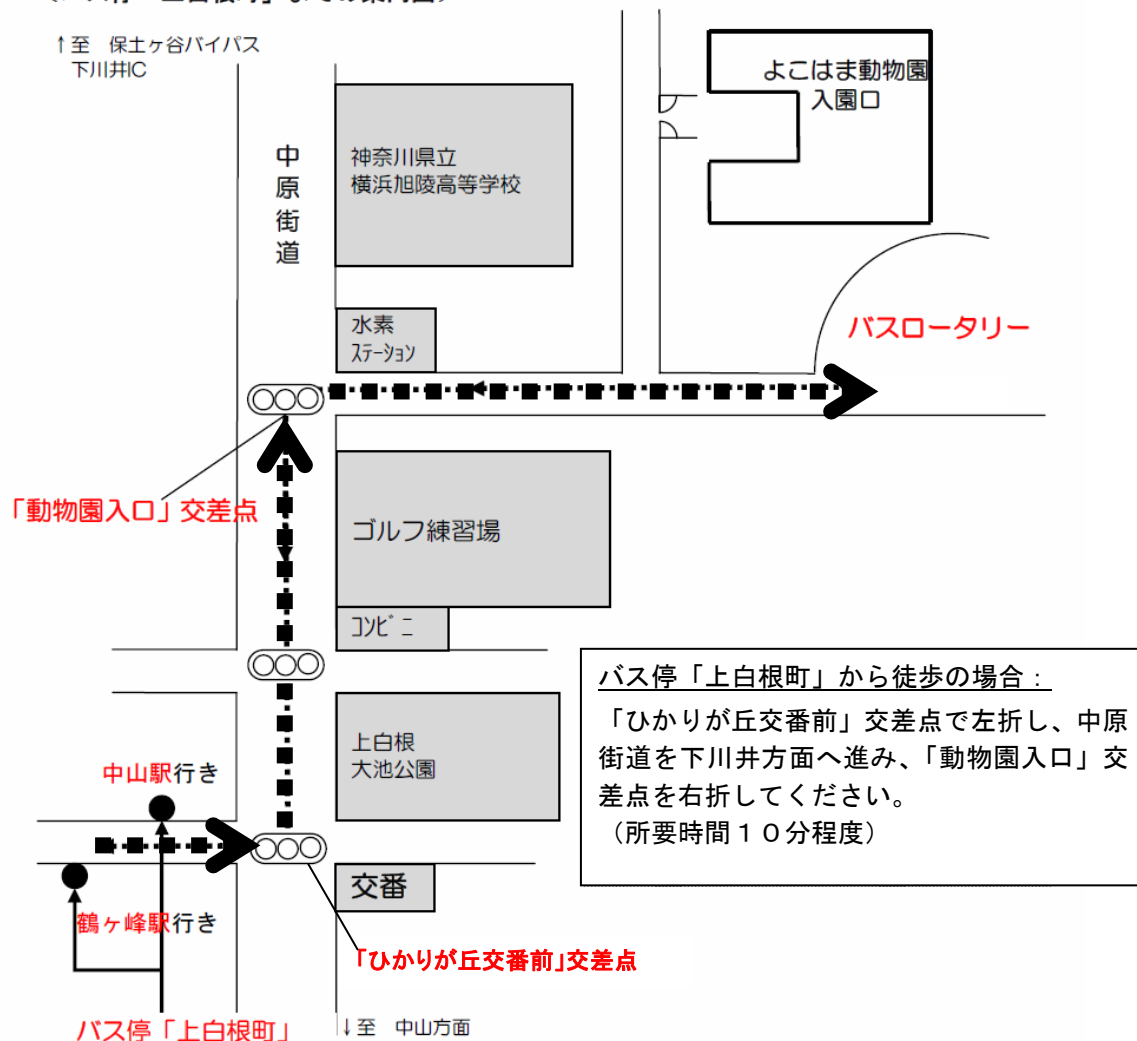 ↑至　保土ヶ谷バイパス
下川井IC
よこはま動物園
入園口
中原街道
神奈川県立
横浜旭陵高等学校
水素
ｽﾃｰｼｮﾝ
バスロータリー
「動物園入口」交差点
ゴルフ練習場
ｺﾝﾋﾞﾆ
バス停「上白根町」から徒歩の場合：
「ひかりが丘交番前」交差点で左折し、中原
街道を下川井方面へ進み、「動物園入口」交
差点を右折してください。
（所要時間１０分程度）
上白根
大池公園
中山駅行き
交番
鶴ヶ峰駅行き
「ひかりが丘交番前」交差点
バス停「上白根町」
↓至　中山方面